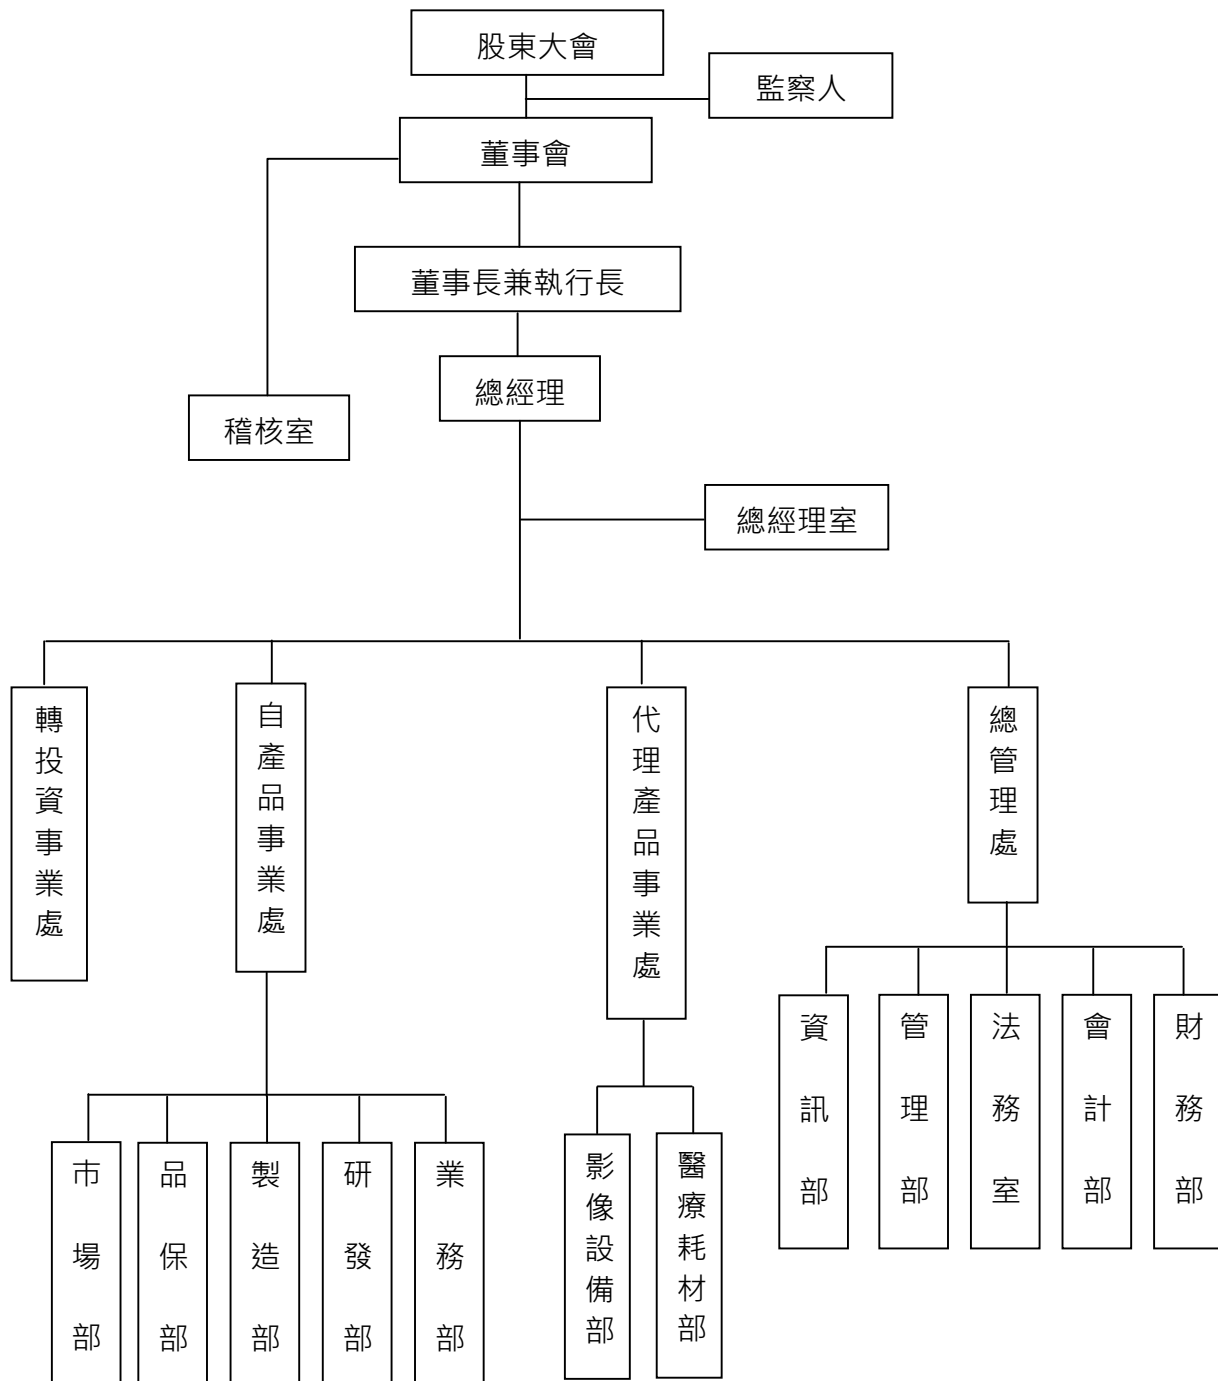 股東大會
監察人
董事會
董事長兼執行長
總經理
稽核室
總經理室
轉投資事業處
自產品事業處
代理產品事業處
總管理處
資訊部
管理部
法務室
會計部
財務部
市場部
品保部
製造部
研發部
業務部
影像設備部
醫療耗材部